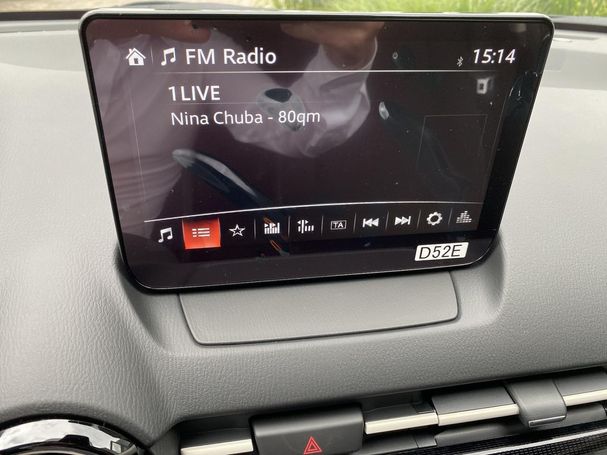 FM Radio 15:14
1LIVE
Nina Chuba - 80qm
TA
D52E